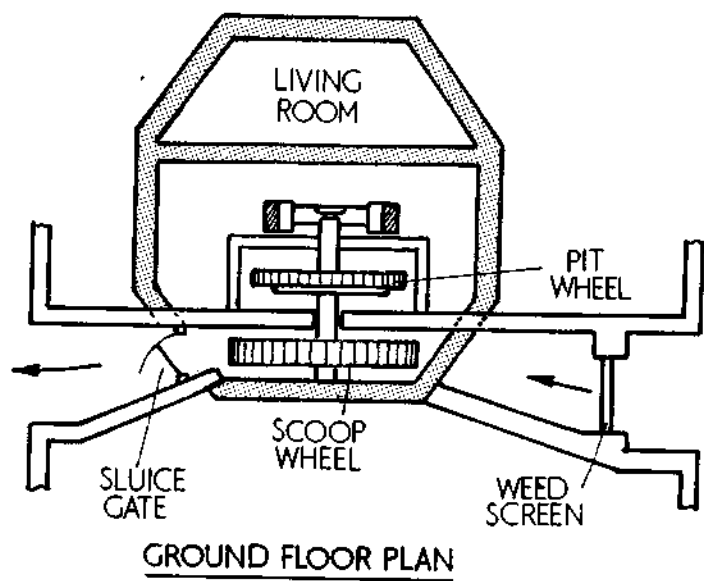 LIVING
ROOM
PIT
WHEEL
SCOOP
WHEEL
SLUICE
GATE
WEED
SCREEN
GROUND FLOOR PLAN